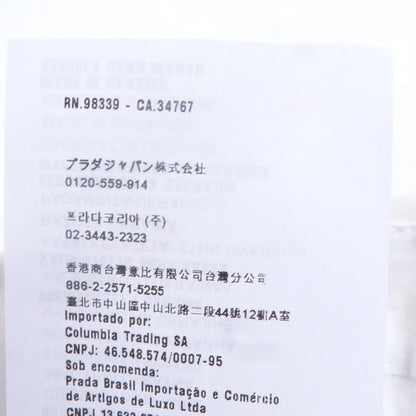 RN.98339 - CA.34767
プラダジャパン株式会社
0120-559-914
프라다코리아 (주)
02-3443-2323
香港商台灣意比有限公司台灣分公司
886-2-2571-5255
臺北市中山區中山北路二段44號12樓A室
Importado por:
Columbia Trading SA
CNPJ: 46.548.574/0007-95
Sob encomenda:
Prada Brasil Importação e Comércio
de Artigos de Luxo Ltda